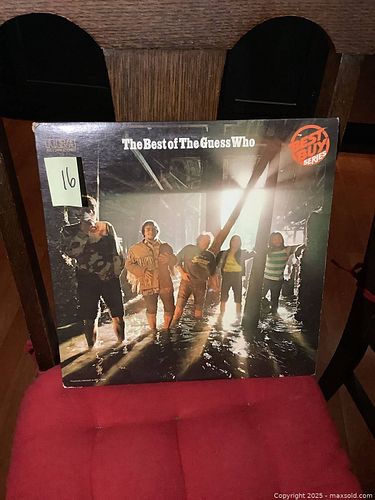 RCA
The Best of The Guess Who
BEST
BUY
SERIES
16
Copyright 2025 - maxsold.com